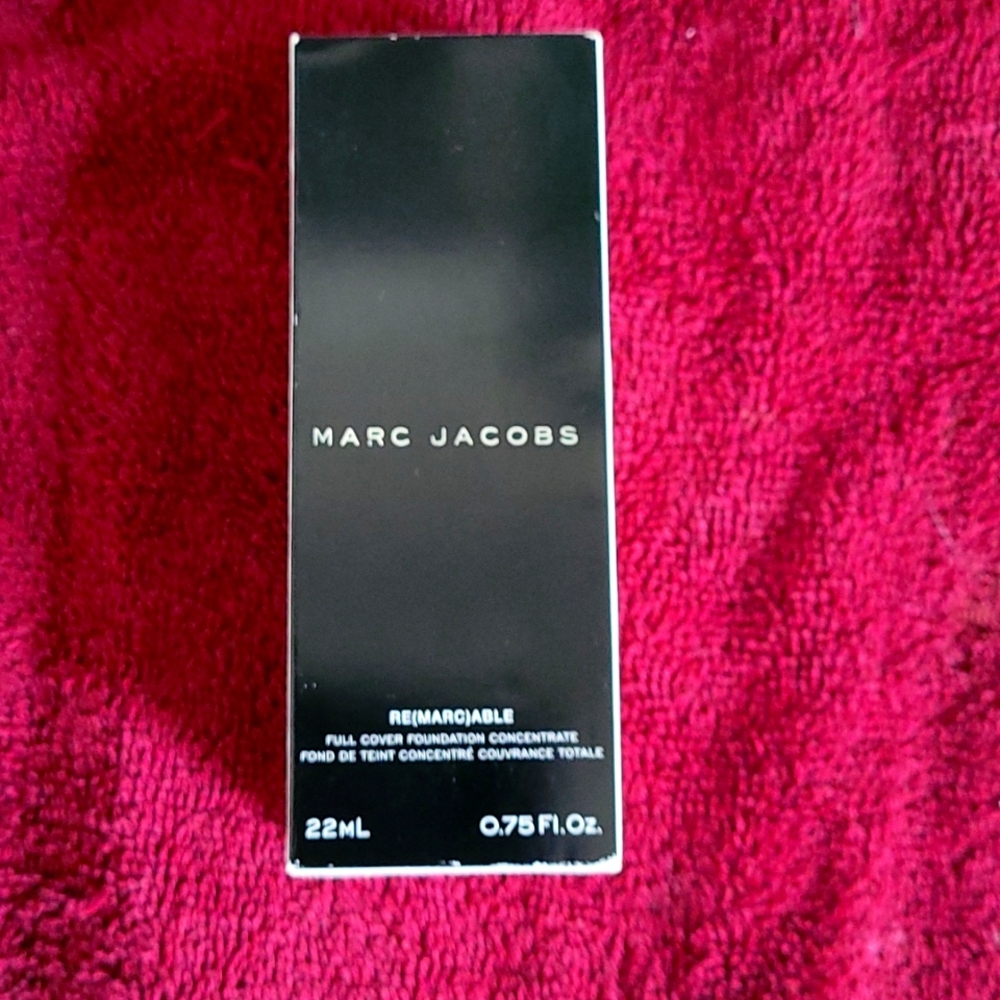 MARC JACOBS
RE(MARC)ABLE
FULL COVER FOUNDATION CONCENTRATE
FOND DE TEINT CONCENTRÉ COUVRANCE TOTALE
22ML 0.75 Fl.Oz.